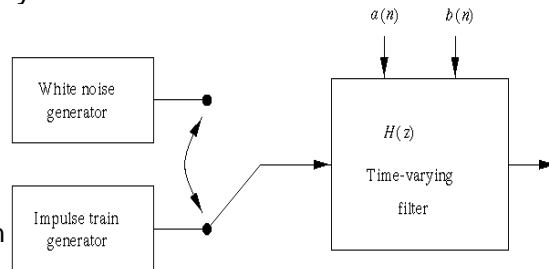 a(n) b(n)
White noise
generator
H(z)
Time-varying
filter
Impulse train
generator